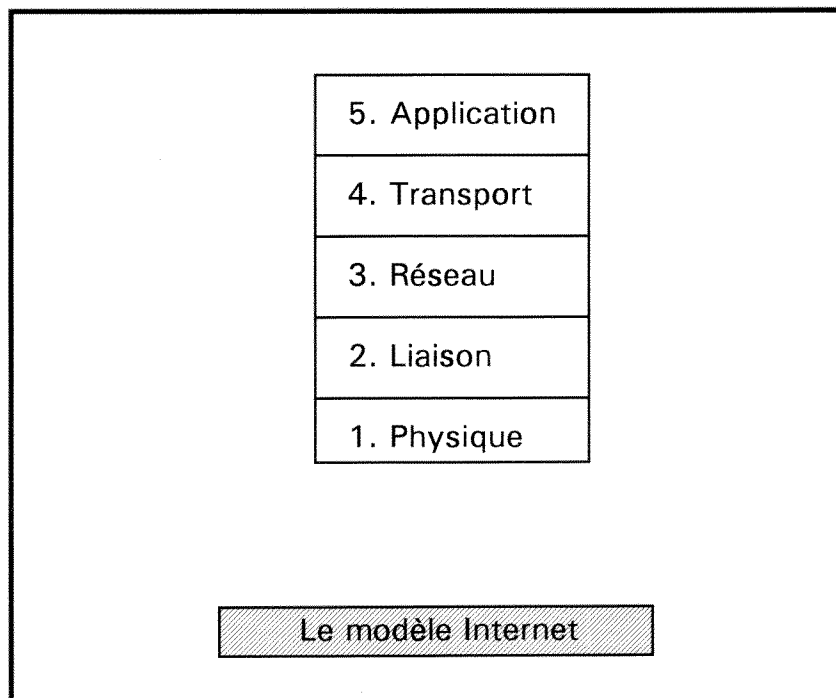 5. Application
4. Transport
3. Réseau
2. Liaison
1. Physique
Le modèle Internet